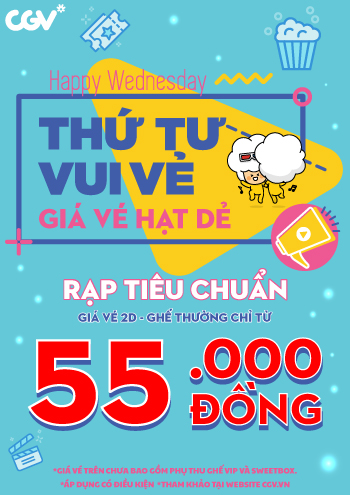 CGV*
Happy Wednesday
THỨ TƯ
VUI VẺ
GIÁ VÉ HẠT DẺ
RẠP TIÊU CHUẨN
GIÁ VÉ 2D - GHẾ THƯỜNG CHỈ TỪ
55.000
ĐỒNG
*GIÁ VÉ TRÊN CHƯA BAO GỒM PHỤ THU GHẾ VIP VÀ SWEETBOX.
*ÁP DỤNG CÓ ĐIỀU KIỆN *THAM KHẢO TẠI WEBSITE CGV.VN